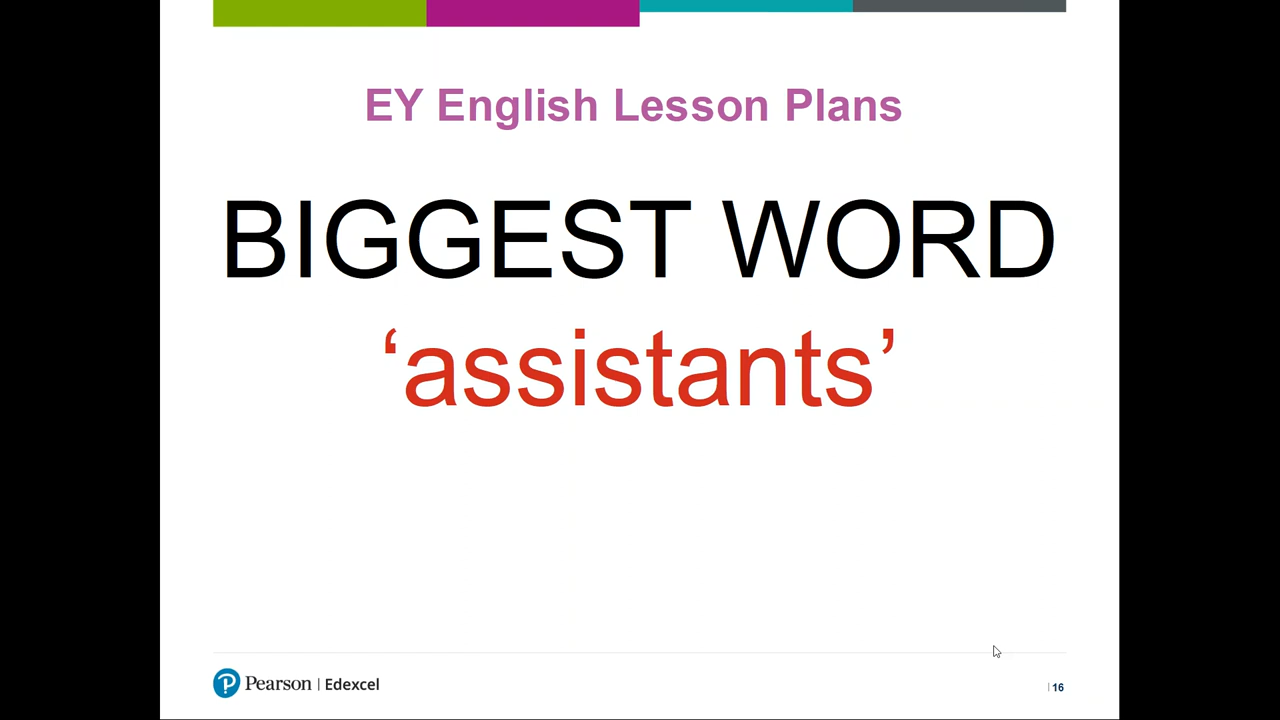 EY English Lesson Plans
BIGGEST WORD
‘assistants’
Pearson | Edexcel
| 16